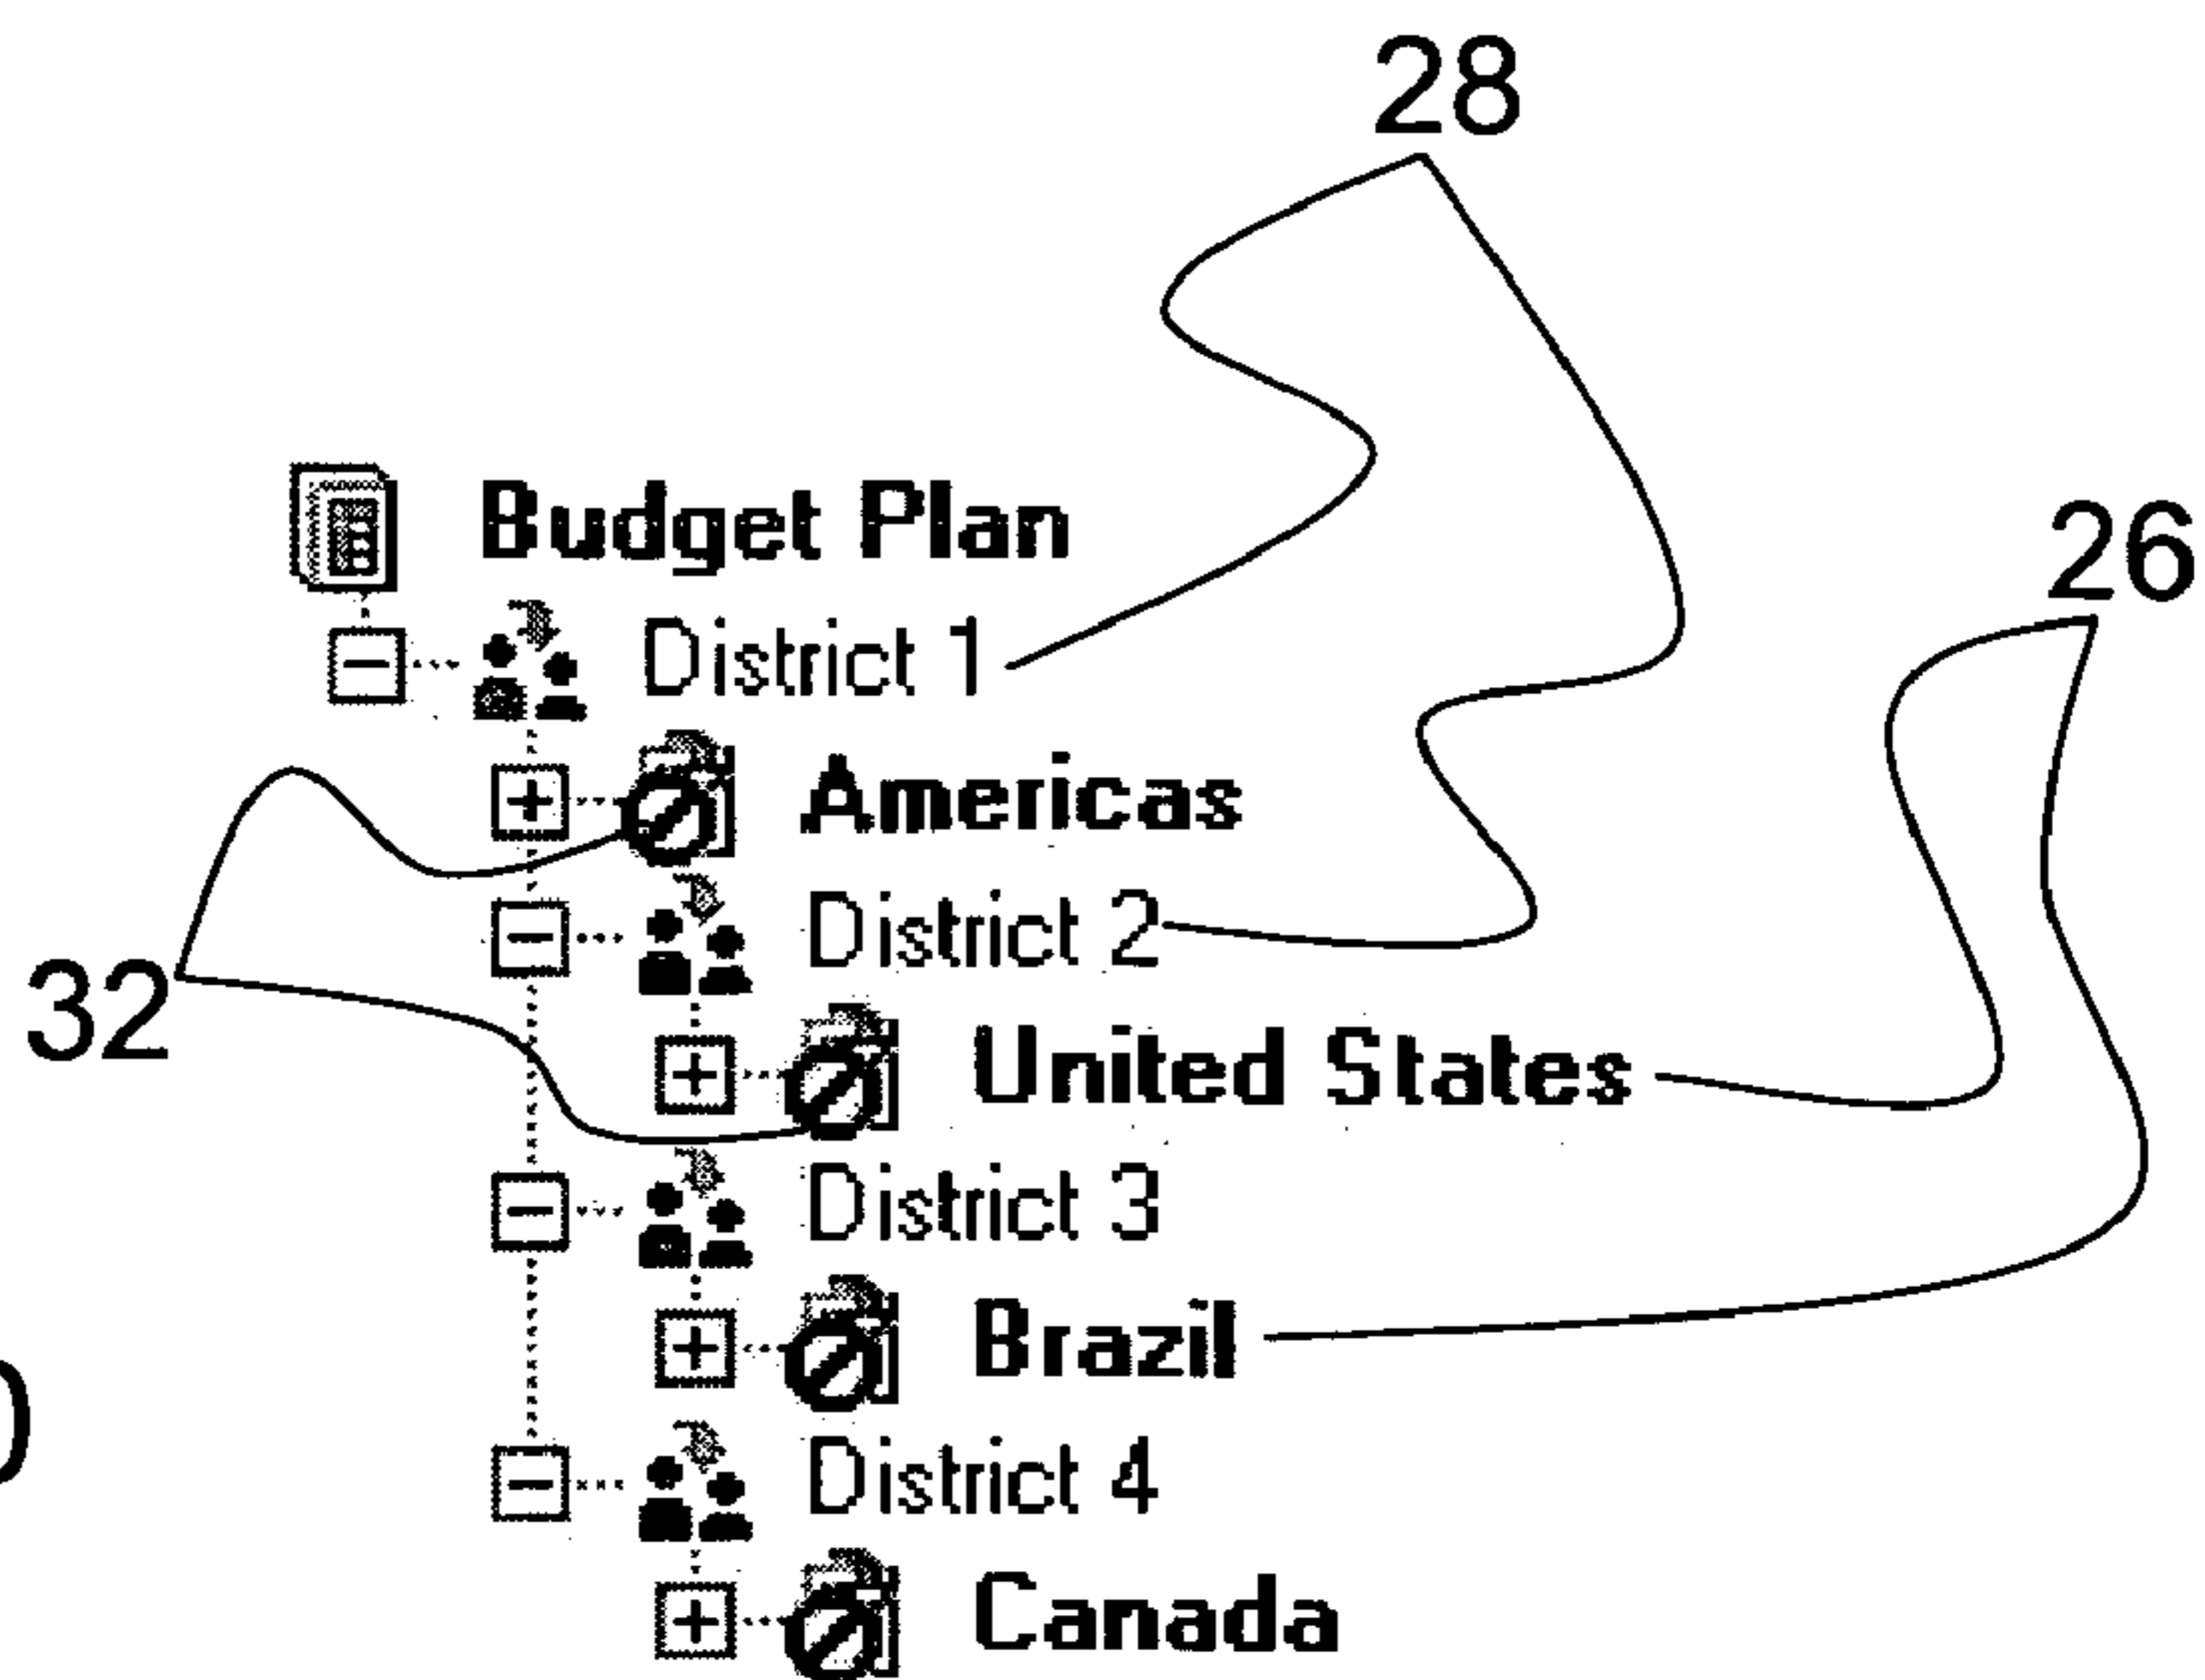 28
26
Budget Plan
District 1
Americas
District 2
32
United States
District 3
Brazil
District 4
Canada